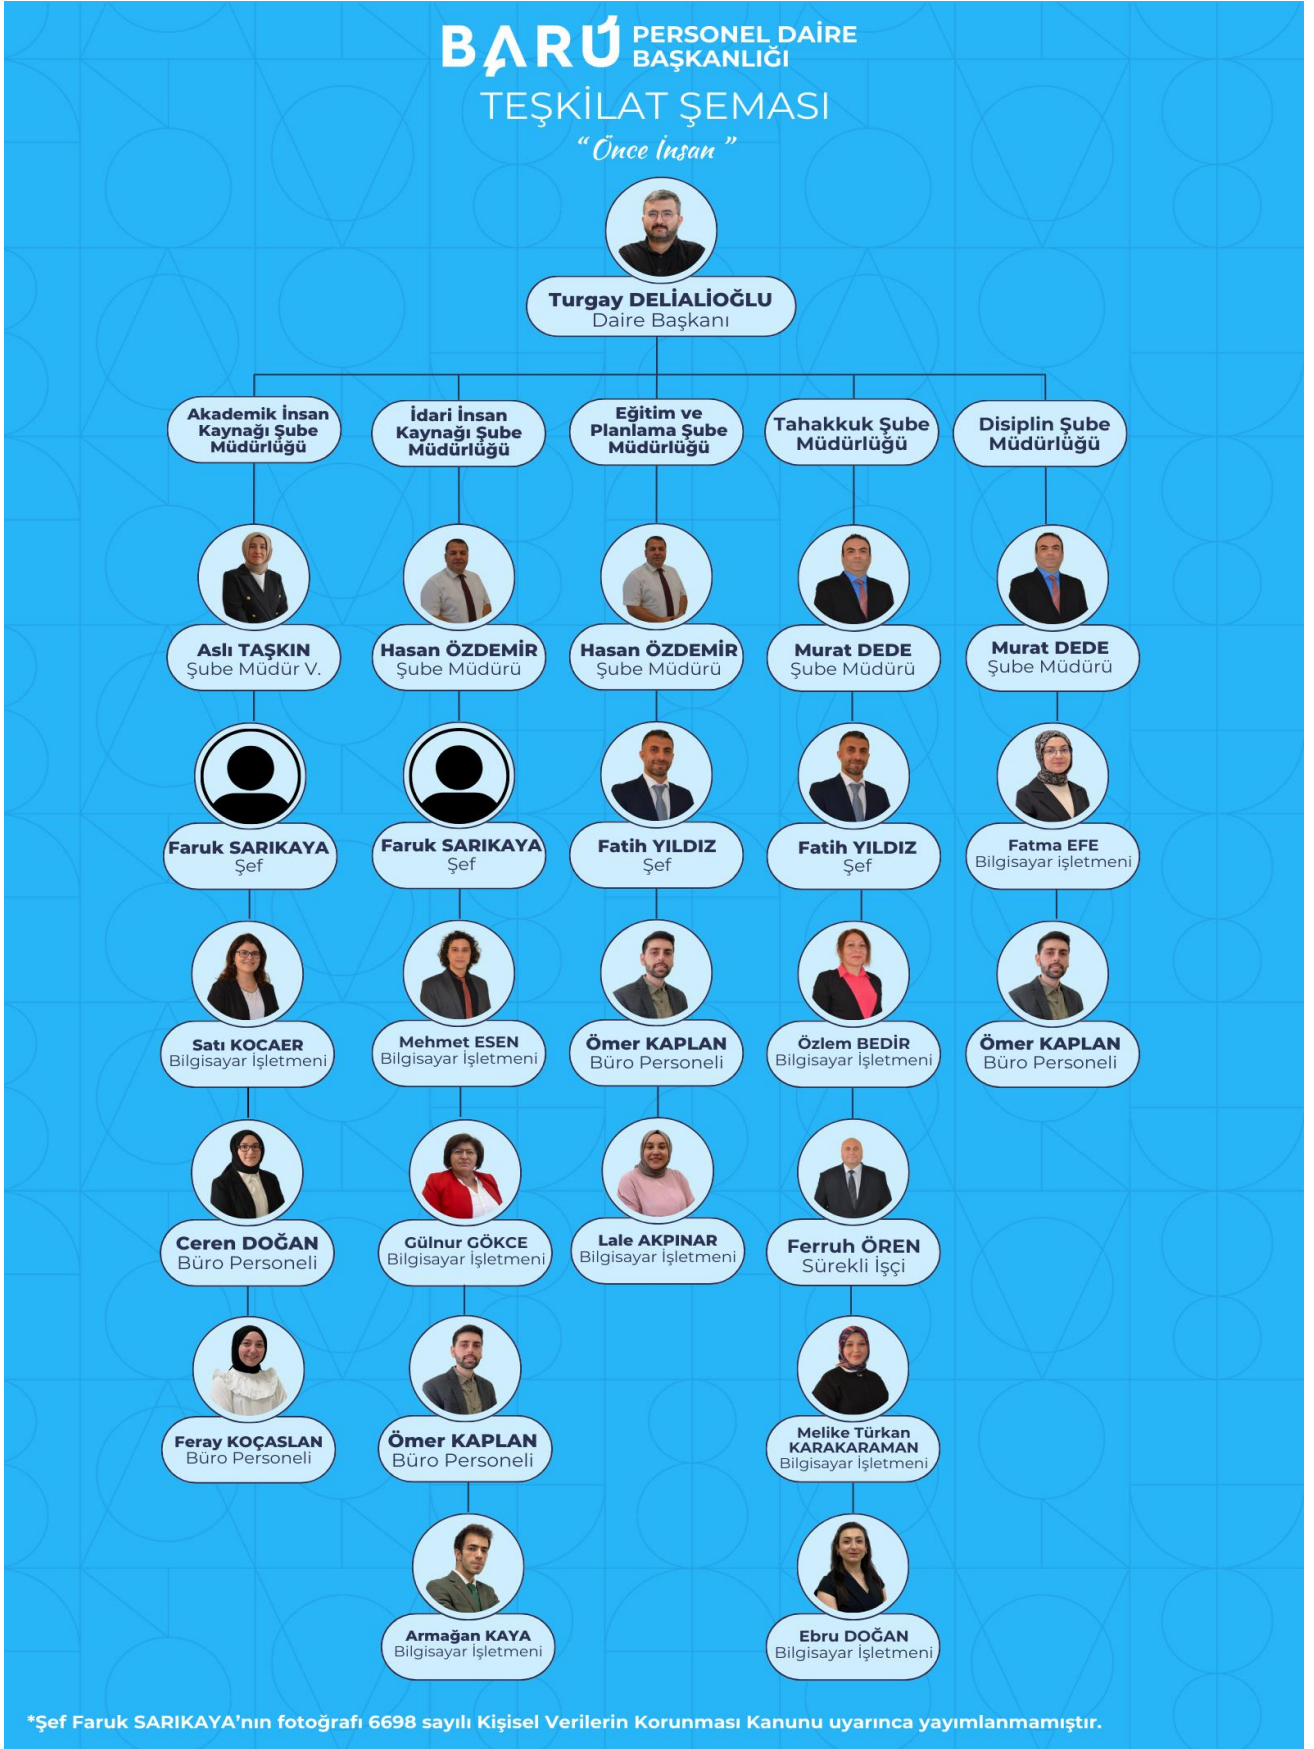 BARÜ PERSONEL DAİRE
BAŞKANLIĞI
TEŞKİLAT ŞEMASI
“Önce İnsan”
Turgay DELİALİOĞLU
Daire Başkanı
Akademik İnsan
Kaynağı Şube
Müdürlüğü
İdari İnsan
Kaynağı Şube
Müdürlüğü
Eğitim ve
Planlama Şube
Müdürlüğü
Tahakkuk Şube
Müdürlüğü
Disiplin Şube
Müdürlüğü
Aslı TAŞKIN
Şube Müdür V.
Hasan ÖZDEMİR
Şube Müdürü
Hasan ÖZDEMİR
Şube Müdürü
Murat DEDE
Şube Müdürü
Murat DEDE
Şube Müdürü
Faruk SARIKAYA
Şef
Faruk SARIKAYA
Şef
Fatih YILDIZ
Şef
Fatih YILDIZ
Şef
Fatma EFE
Bilgisayar işletmeni
Satı KOCAER
Bilgisayar İşletmeni
Mehmet ESEN
Bilgisayar İşletmeni
Ömer KAPLAN
Büro Personeli
Özlem BEDİR
Bilgisayar İşletmeni
Ömer KAPLAN
Büro Personeli
Ceren DOĞAN
Büro Personeli
Gülnur GÖKCE
Bilgisayar İşletmeni
Lale AKPINAR
Bilgisayar İşletmeni
Ferruh ÖREN
Sürekli İşçi
Feray KOÇASLAN
Büro Personeli
Ömer KAPLAN
Büro Personeli
Melike Türkan
KARAKARAMAN
Bilgisayar İşletmeni
Armağan KAYA
Bilgisayar İşletmeni
Ebru DOĞAN
Bilgisayar İşletmeni
*Şef Faruk SARIKAYA’nın fotoğrafı 6698 sayılı Kişisel Verilerin Korunması Kanunu uyarınca yayımlanmamıştır.